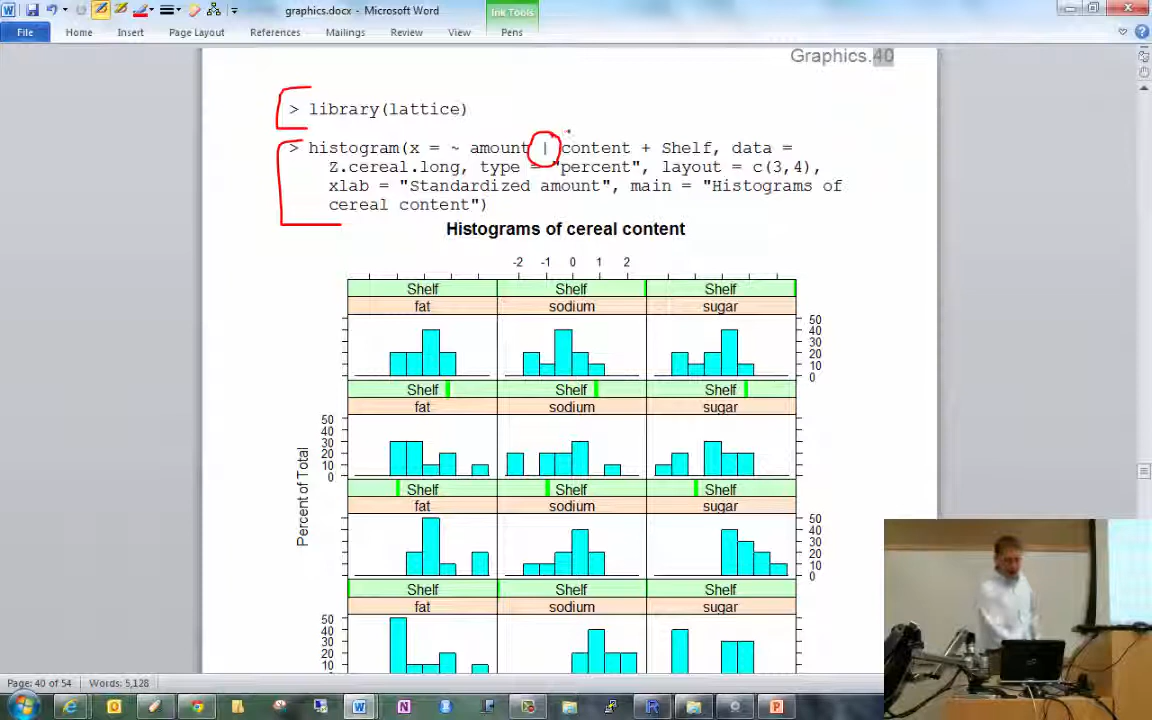 graphics.docx - Microsoft Word
Ink Tools
File Home Insert Page Layout References Mailings Review View Pens
Graphics.40
> library(lattice)
> histogram(x = ~ amount | content + Shelf, data =
Z.cereal.long, type = "percent", layout = c(3,4),
xlab = "Standardized amount", main = "Histograms of
cereal content")
Histograms of cereal content
-2 -1 0 1 2
Shelf Shelf Shelf
fat sodium sugar
50
40
30
20
10
0
Shelf Shelf Shelf
fat sodium sugar
50
40
30
20
10
0
Percent of Total
Shelf Shelf Shelf
fat sodium sugar
50
40
30
20
10
0
Shelf Shelf Shelf
fat sodium sugar
50
40
30
20
10
Page: 40 of 54 Words: 5,128